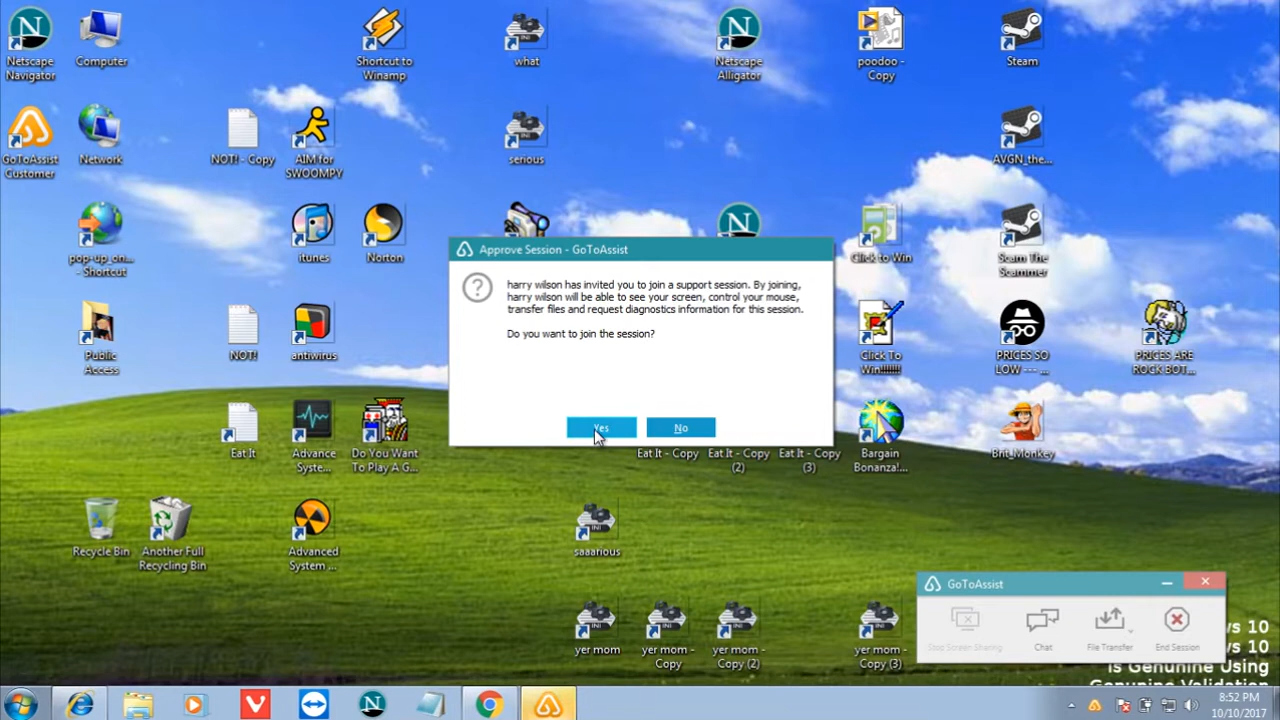 Netscape
Navigator
Computer
Shortcut to
Winamp
what
Netscape
Alligator
poodoo -
Copy
Steam
GoToAssist
Customer
Network
NOT! - Copy
AIM for
SWOOMPY
serious
AVGN_the...
pop-up_on...
- Shortcut
itunes
Norton
Click to Win
Scam The
Scammer
Approve Session - GoToAssist
harry wilson has invited you to join a support session. By joining,
harry wilson will be able to see your screen, control your mouse,
transfer files and request diagnostics information for this session.
Do you want to join the session?
Yes
No
Public
Access
NOT!
antivirus
Click To
Win!!!!!!!
PRICES SO
LOW --- ...
PRICES ARE
ROCK BOT...
Eat It
Advance
Syste...
Do You Want
To Play A G...
Eat It - Copy
Eat It - Copy
(2)
Eat It - Copy
(3)
Bargain
Bonanza!...
Brit_Monkey
Recycle Bin
Another Full
Recycling Bin
Advanced
System ...
saaarious
yer mom
yer mom -
Copy
yer mom -
Copy (2)
yer mom -
Copy (3)
GoToAssist
Stop Screen Sharing
Chat
File Transfer
End Session
ws 10
ws 10
is Genuine Using
Genuine Validation
8:52 PM
10/10/2017